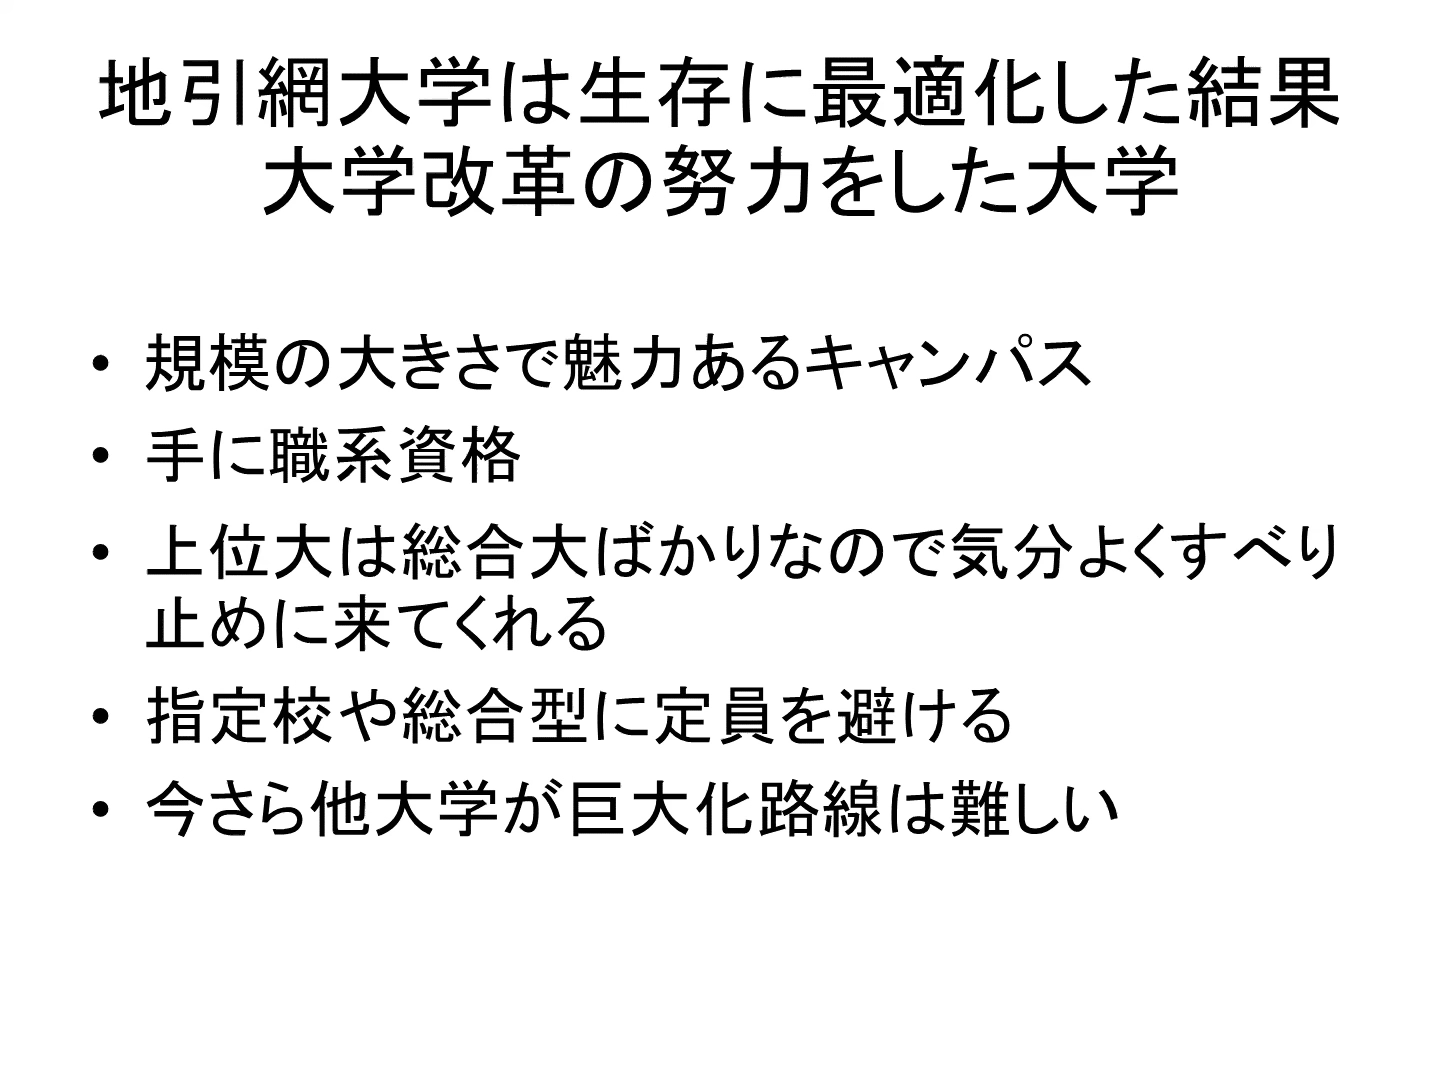 地引網大学は生存に最適化した結果
大学改革の努力をした大学
• 規模の大きさで魅力あるキャンパス
• 手に職系資格
• 上位大は総合大ばかりなので気分よくすべり
止めに来てくれる
• 指定校や総合型に定員を避ける
• 今さら他大学が巨大化路線は難しい